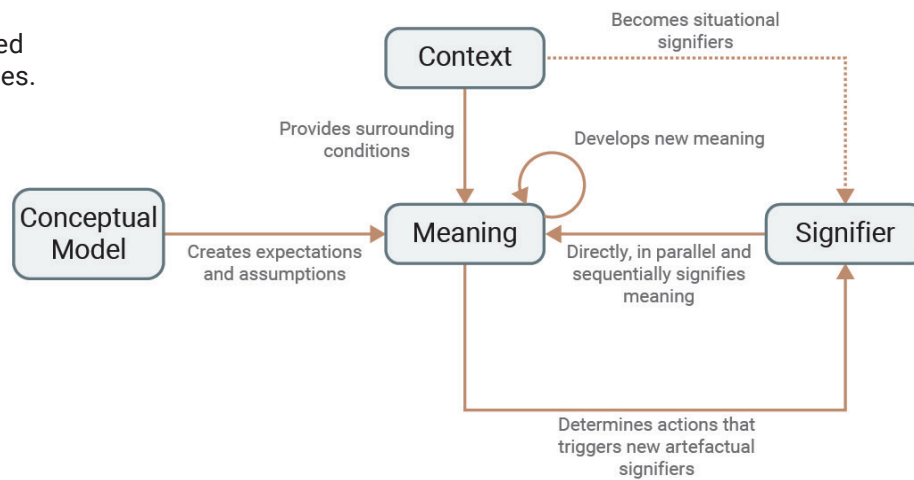 ed
es.
Becomes situational
signifiers
Context
Provides surrounding
conditions
Develops new meaning
Conceptual
Model
Creates expectations
and assumptions
Meaning
Directly, in parallel and
sequentially signifies
meaning
Signifier
Determines actions that
triggers new artefactual
signifiers